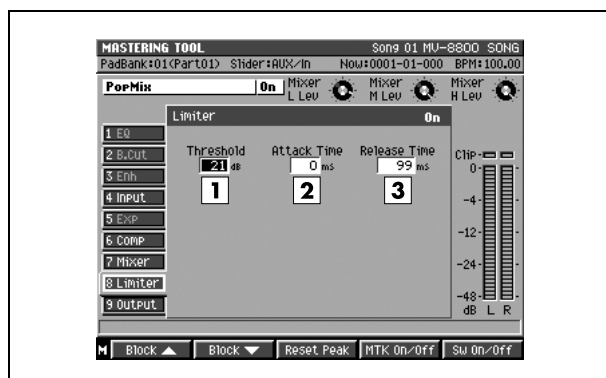 MASTERING TOOL Song 01 MV-8800 SONG
PadBank:01(Part01) Slider:AUX/In Now:0001-01-000 BPM:100.00
PopMix On Mixer L Lev Mixer M Lev Mixer H Lev
Limiter On
1 EQ
2 B.Cut
3 Enh
4 Input
5 Exp
6 Comp
7 Mixer
8 Limiter
9 Output
Threshold Attack Time Release Time
21 dB 0 ms 99 ms
1 2 3
Clip
0
-4
-12
-24
-48
dB L R
M Block ▲ Block ▼ Reset Peak MTK On/Off Sw On/Off